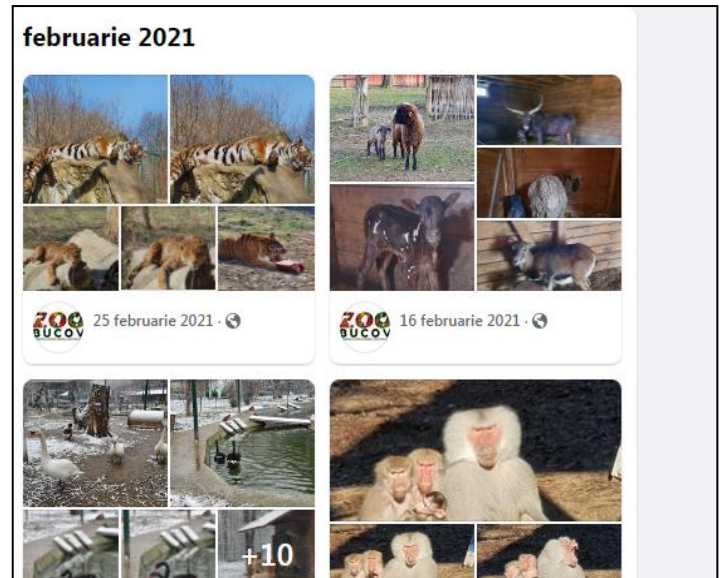 februarie 2021
ZOO
BUCOV
25 februarie 2021 ·
ZOO
BUCOV
16 februarie 2021 ·
+10